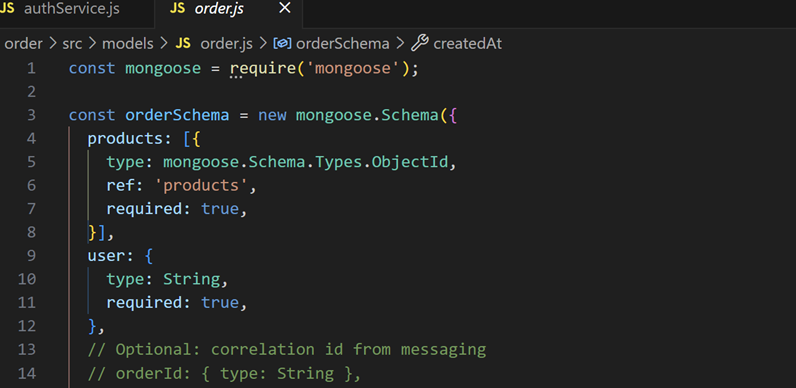 JS authService.js JS order.js ×
order > src > models > JS order.js > orderSchema > createdAt
1 const mongoose = require('mongoose');
2
3 const orderSchema = new mongoose.Schema({
4   products: [{
5     type: mongoose.Schema.Types.ObjectId,
6     ref: 'products',
7     required: true,
8   }],
9   user: {
10     type: String,
11     required: true,
12   },
13   // Optional: correlation id from messaging
14   // orderId: { type: String },